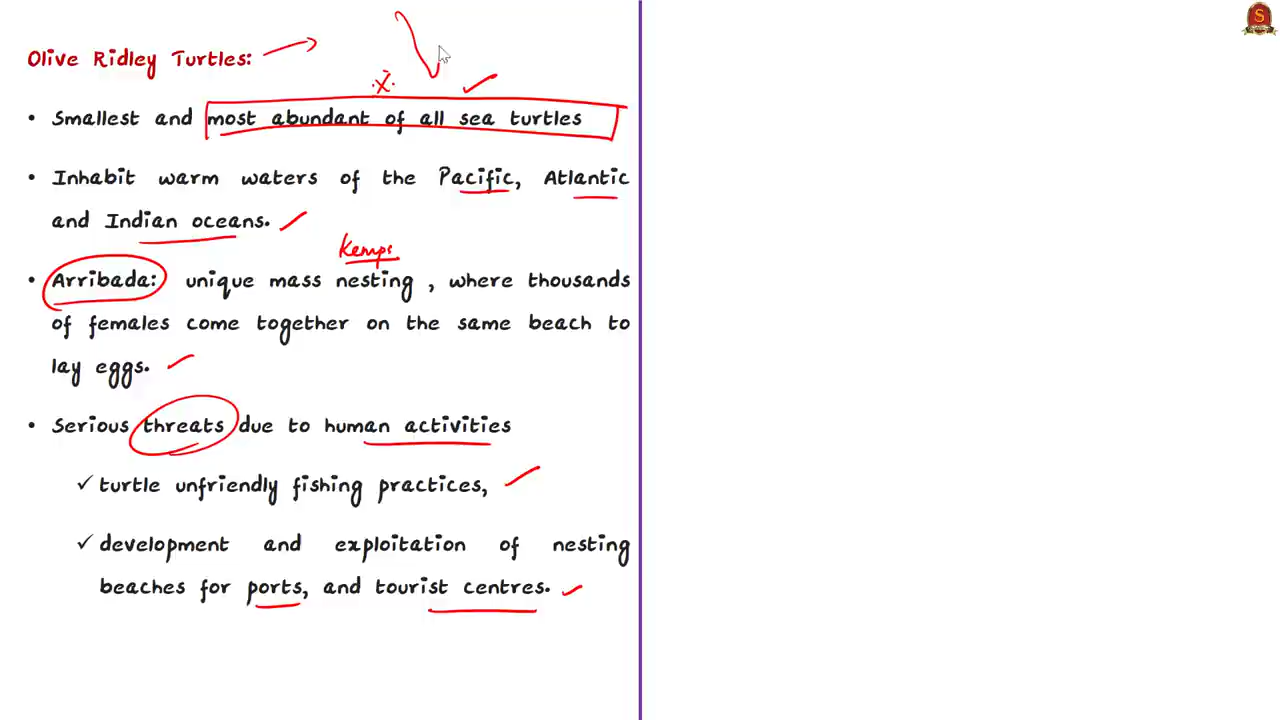 Olive Ridley Turtles:
• Smallest and most abundant of all sea turtles
• Inhabit warm waters of the Pacific, Atlantic
and Indian oceans.
Kemps
• Arribada: unique mass nesting , where thousands
of females come together on the same beach to
lay eggs.
• Serious threats due to human activities
✓ turtle unfriendly fishing practices,
✓ development and exploitation of nesting
beaches for ports, and tourist centres.